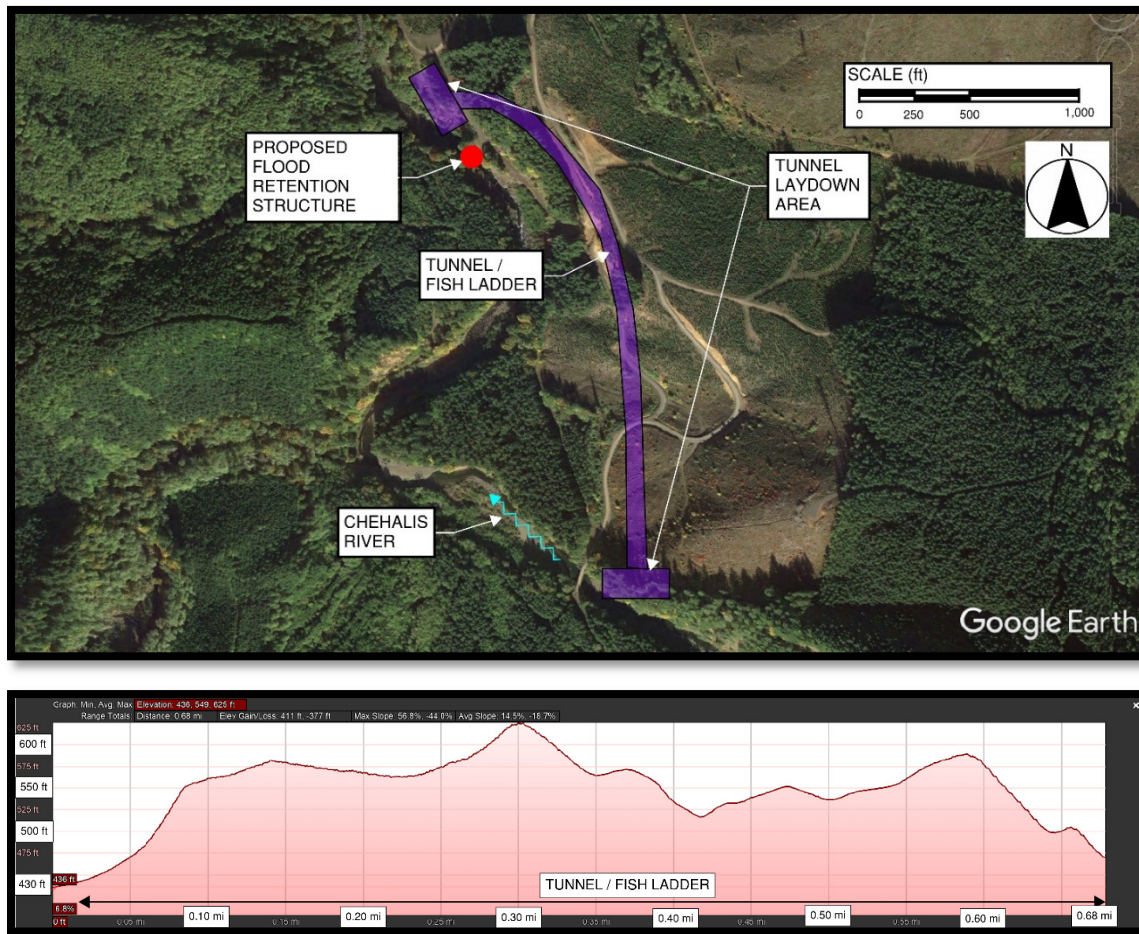 SCALE (ft)
0 250 500 1,000
N
PROPOSED
FLOOD
RETENTION
STRUCTURE
TUNNEL
LAYDOWN
AREA
TUNNEL /
FISH LADDER
CHEHALIS
RIVER
Google Earth
Graph: Min, Avg, Max Elevation: 436, 549, 625 ft
Range Totals: Distance: 0.68 mi Elev Gain/Loss: 411 ft, -377 ft Max Slope: 56.8%, -44.0% Avg Slope: 14.5%, -18.7%
625 ft
600 ft
575 ft
550 ft
525 ft
500 ft
475 ft
430 ft
436 ft
6.8%
TUNNEL / FISH LADDER
0 ft 0.05 mi 0.10 mi 0.15 mi 0.20 mi 0.25 mi 0.30 mi 0.35 mi 0.40 mi 0.45 mi 0.50 mi 0.55 mi 0.60 mi 0.68 mi